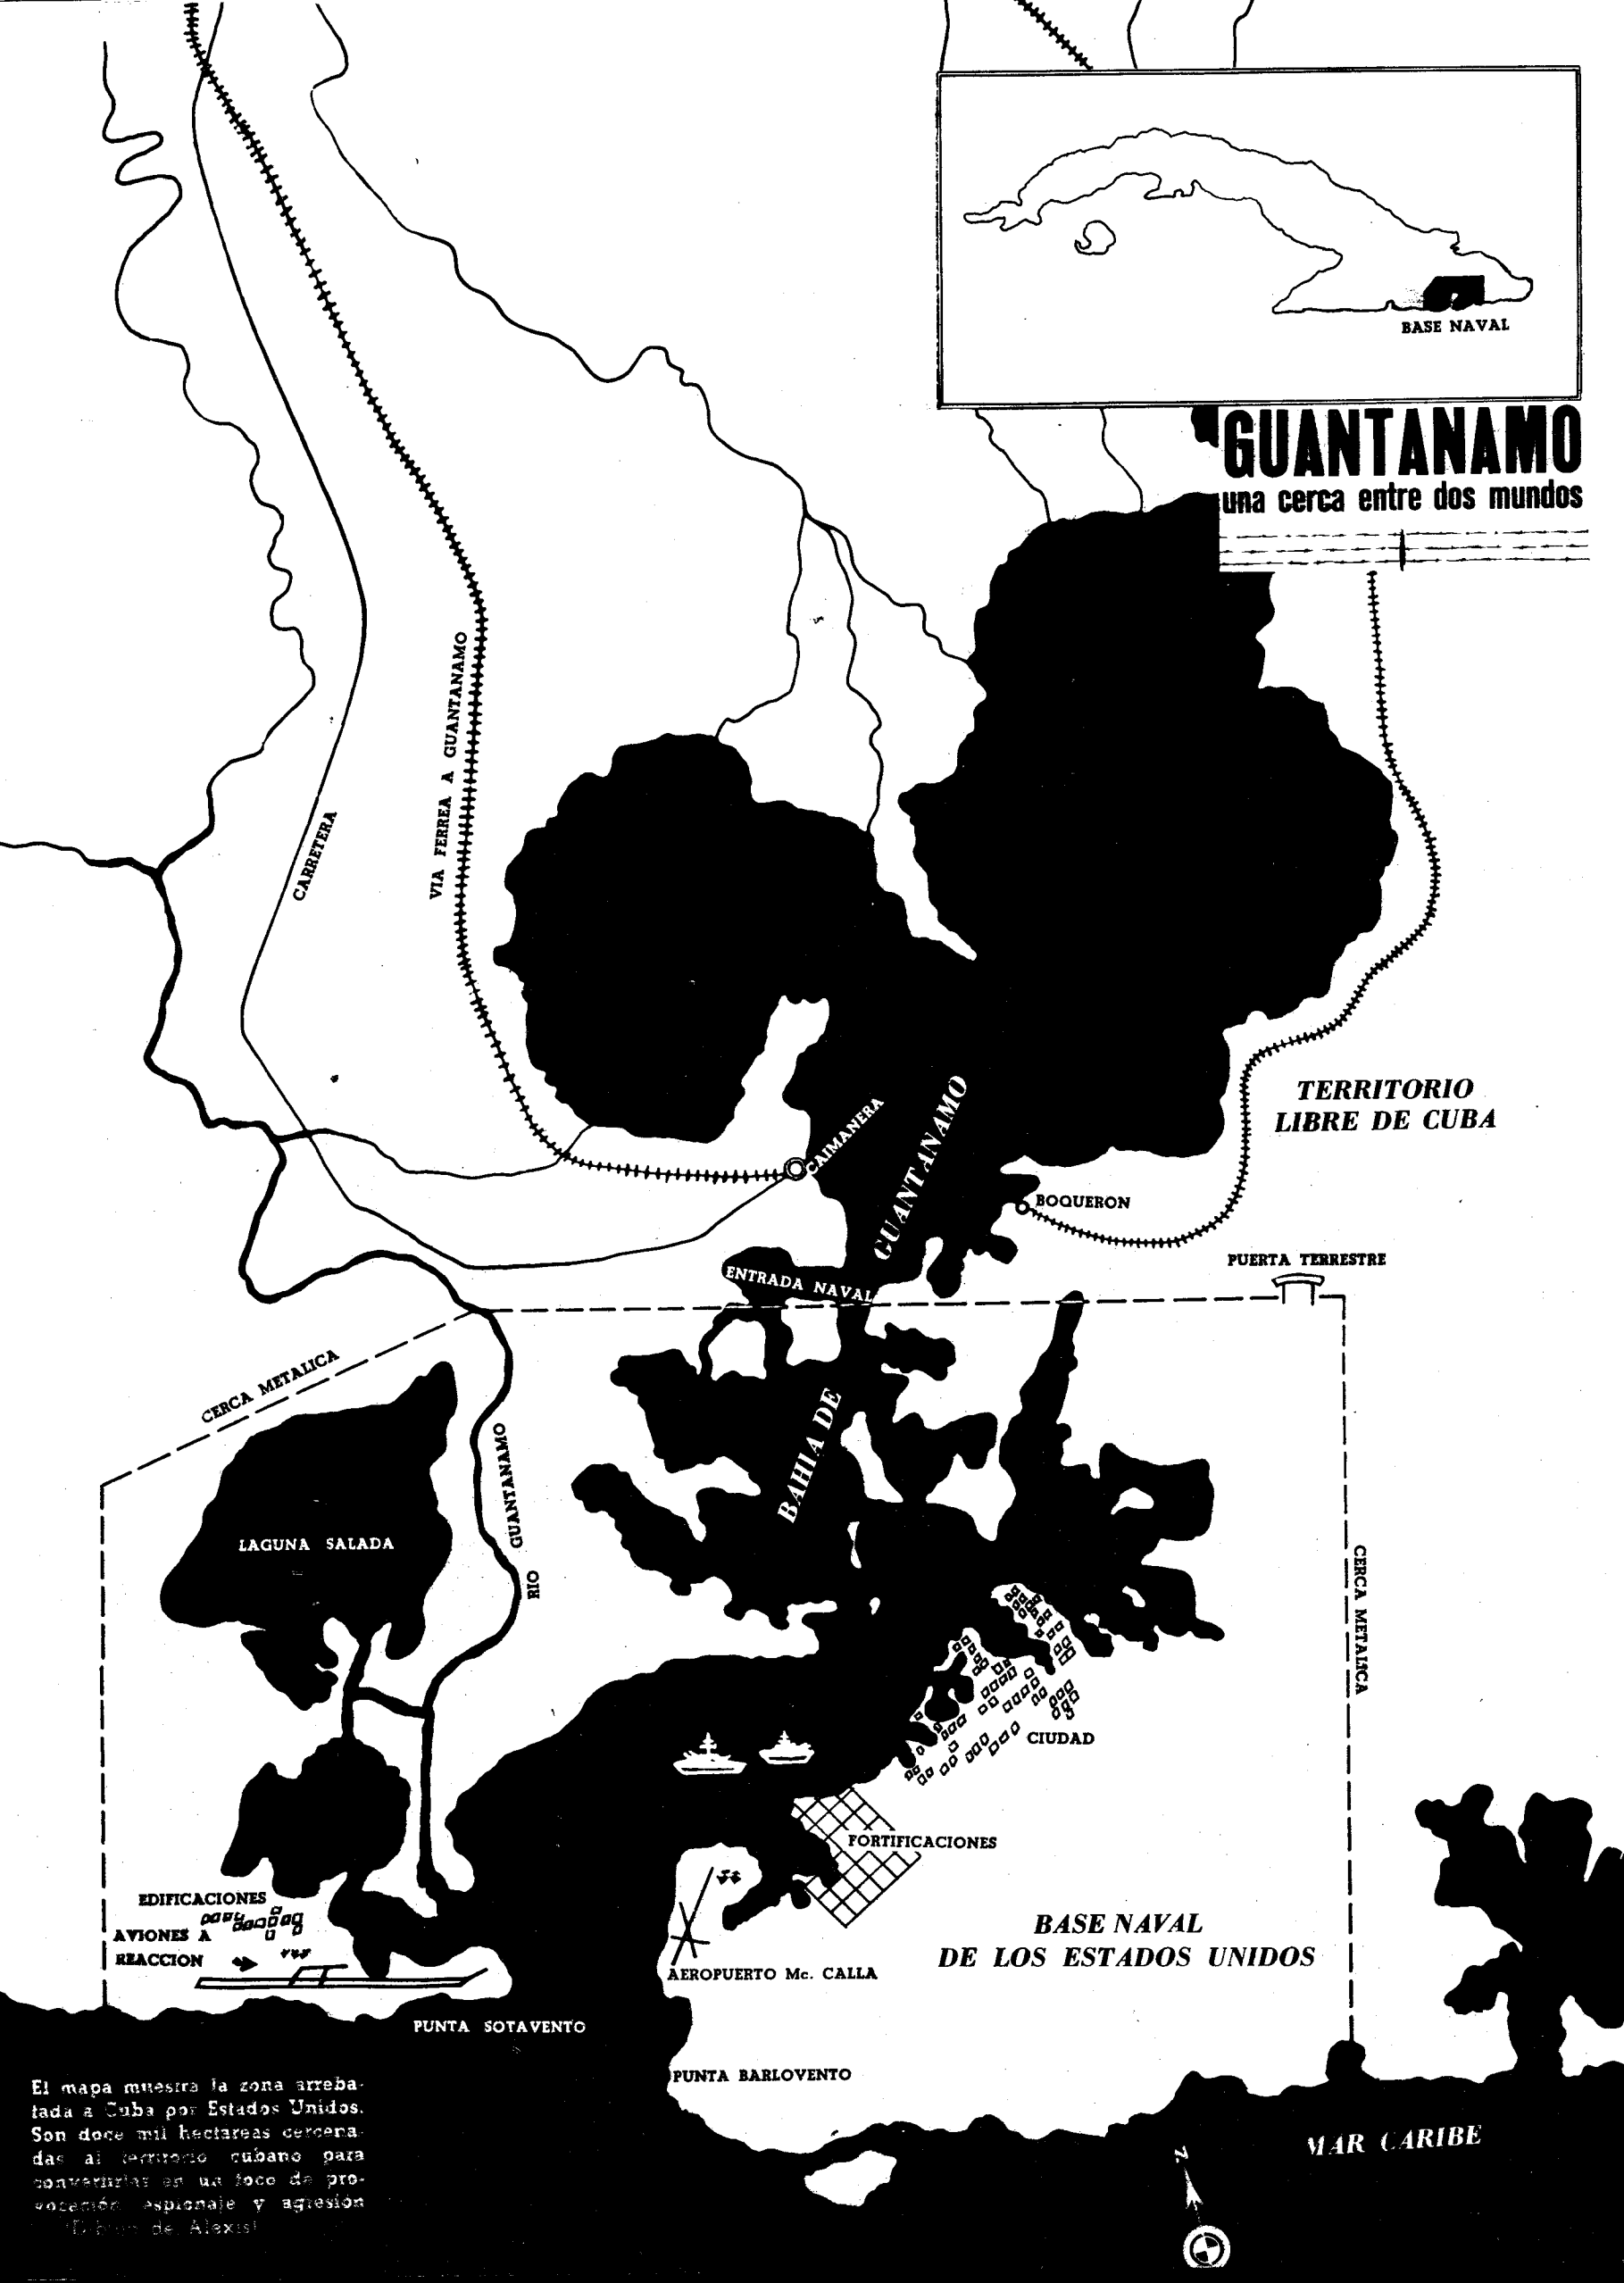 BASE NAVAL
GUANTANAMO
una cerca entre dos mundos
VIA FERREA A GUANTANAMO
CARRETERA
TERRITORIO
LIBRE DE CUBA
CAIMANERA
GUANTANAMO
BOQUERON
PUERTA TERRESTRE
ENTRADA NAVAL
CERCA METALICA
BAHIA DE
RIO GUANTANAMO
LAGUNA SALADA
CERCA METALICA
CIUDAD
FORTIFICACIONES
EDIFICACIONES
AVIONES A
REACCION
BASE NAVAL
DE LOS ESTADOS UNIDOS
AEROPUERTO Mc. CALLA
PUNTA SOTAVENTO
PUNTA BARLOVENTO
MAR CARIBE
N
El mapa muestra la zona arreba-
tada a Cuba por Estados Unidos.
Son doce mil hectareas cercena-
das al territorio cubano para
convertirlas en un foco de pro-
vocación, espionaje y agresión
(Dibujo de Alexis)